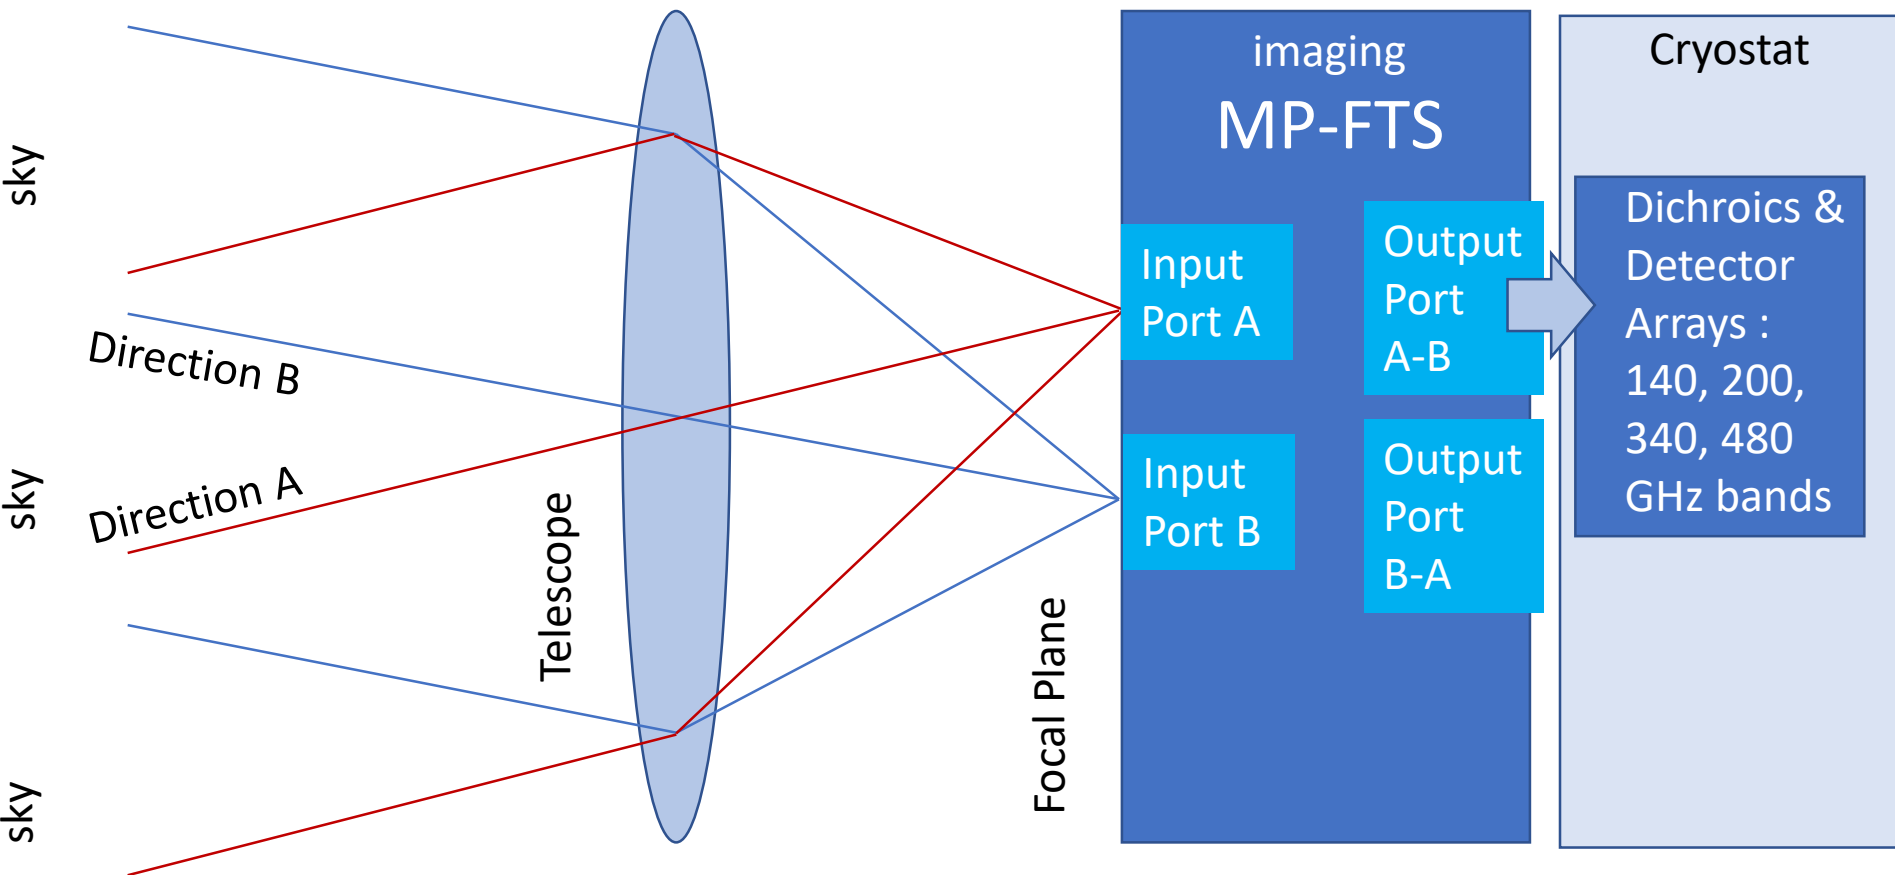 sky
sky
sky
Direction B
Direction A
Telescope
Focal Plane
imaging
MP-FTS
Input
Port A
Input
Port B
Output
Port
A-B
Output
Port
B-A
Cryostat
Dichroics &
Detector
Arrays :
140, 200,
340, 480
GHz bands